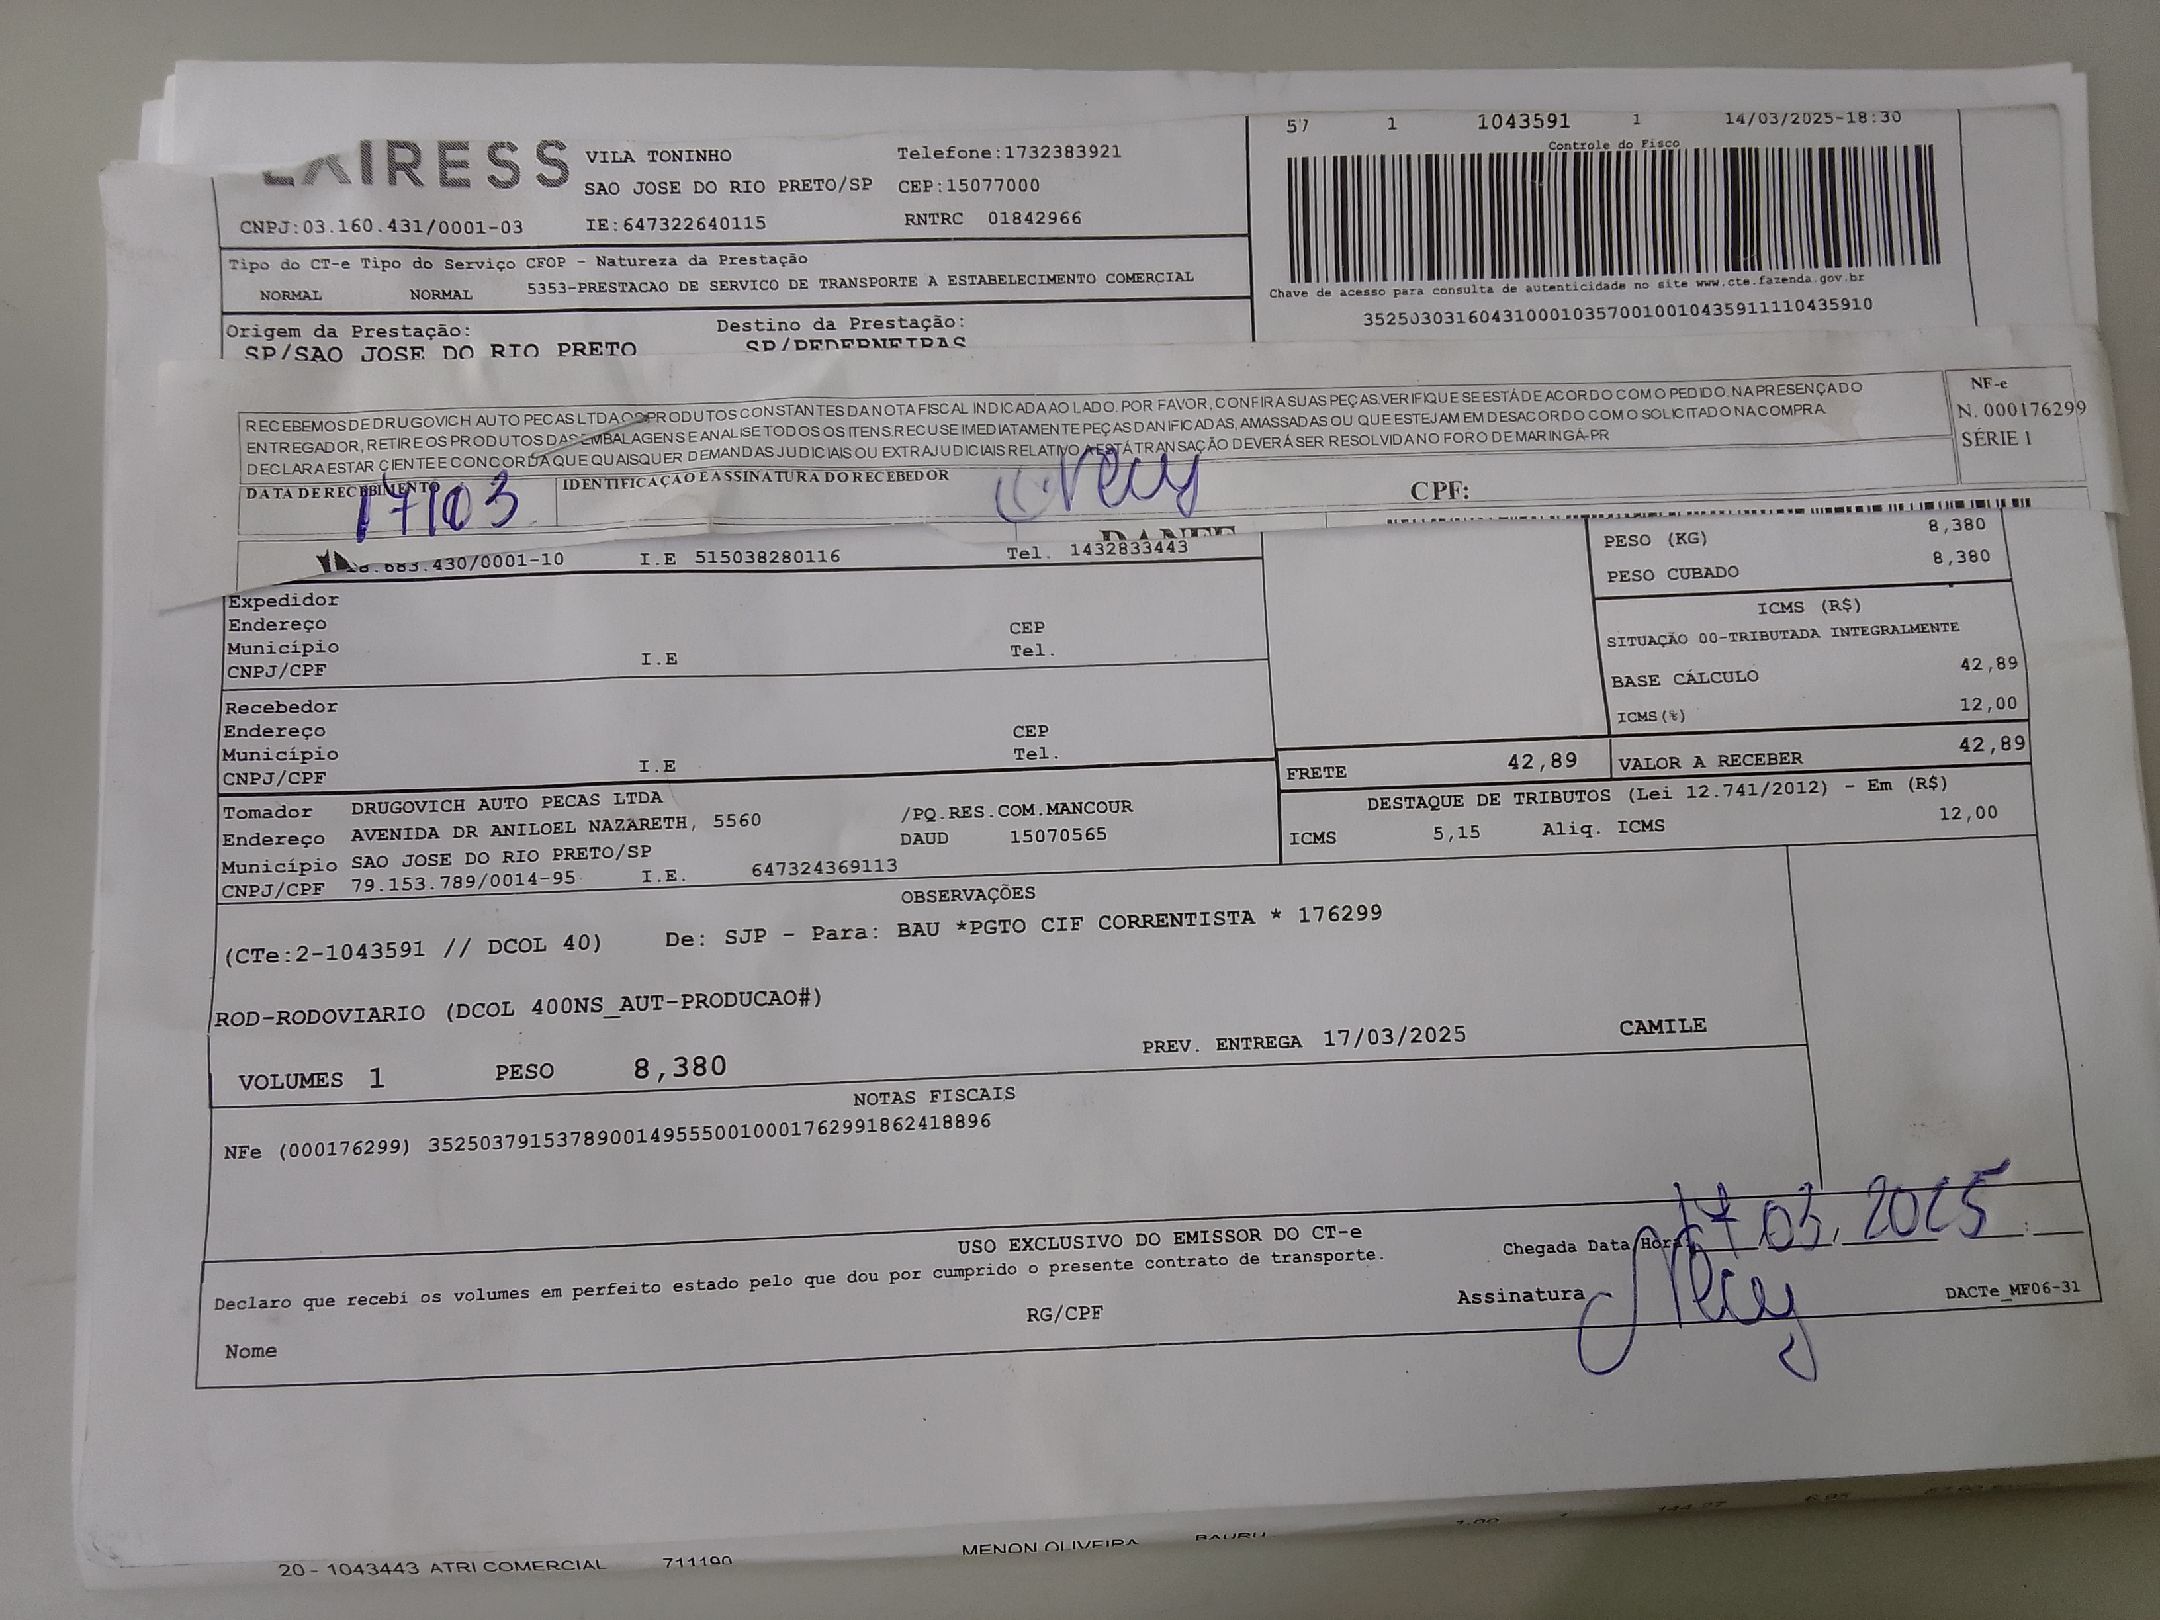 57 1 1043591 1 14/03/2025-18:30
Controle do Fisco
VILA TONINHO Telefone:1732383921
SAO JOSE DO RIO PRETO/SP CEP:15077000
CNPJ:03.160.431/0001-03 IE:647322640115 RNTRC 01842966
Tipo do CT-e Tipo do Serviço CFOP - Natureza da Prestação
NORMAL NORMAL 5353-PRESTACAO DE SERVICO DE TRANSPORTE A ESTABELECIMENTO COMERCIAL
Chave de acesso para consulta de autenticidade no site www.cte.fazenda.gov.br
35250303160431000103570010010435911110435910
Origem da Prestação: Destino da Prestação:
SP/SAO JOSE DO RIO PRETO SP/PEDERNEIRAS
RECEBEMOS DE DRUGOVICH AUTO PECAS LTDA OS PRODUTOS CONSTANTES DA NOTA FISCAL INDICADA AO LADO. POR FAVOR, CONFIRA SUAS PEÇAS.VERIFIQUE SE ESTÁ DE ACORDO COM O PEDIDO. NA PRESENÇA DO
ENTREGADOR, RETIRE OS PRODUTOS DAS EMBALAGENS E ANALISE TODOS OS ITENS.RECUSE IMEDIATAMENTE PEÇAS DANIFICADAS, AMASSADAS OU QUE ESTEJAM EM DESACORDO COM O SOLICITADO NA COMPRA.
DECLARA ESTAR CIENTE E CONCORDA QUE QUAISQUER DEMANDAS JUDICIAIS OU EXTRAJUDICIAIS RELATIVO A ESTÁ TRANSAÇÃO DEVERÁ SER RESOLVIDA NO FORO DE MARINGÁ-PR
NF-e
N. 000176299
SÉRIE 1
DATA DE RECEBIMENTO IDENTIFICAÇÃO E ASSINATURA DO RECEBEDOR CPF:
17/03
DANFE
.430/0001-10 I.E 515038280116 Tel. 1432833443
PESO (KG) 8,380
PESO CUBADO 8,380
Expedidor
Endereço CEP
Município Tel.
CNPJ/CPF I.E
ICMS (R$)
SITUAÇÃO 00-TRIBUTADA INTEGRALMENTE
BASE CÁLCULO 42,89
ICMS(%) 12,00
Recebedor
Endereço CEP
Município Tel.
CNPJ/CPF I.E
FRETE 42,89 VALOR A RECEBER 42,89
DESTAQUE DE TRIBUTOS (Lei 12.741/2012) - Em (R$)
ICMS 5,15 Aliq. ICMS 12,00
Tomador DRUGOVICH AUTO PECAS LTDA
Endereço AVENIDA DR ANILOEL NAZARETH, 5560 /PQ.RES.COM.MANCOUR
Município SAO JOSE DO RIO PRETO/SP DAUD 15070565
CNPJ/CPF 79.153.789/0014-95 I.E. 647324369113
OBSERVAÇÕES
(CTe:2-1043591 // DCOL 40) De: SJP - Para: BAU *PGTO CIF CORRENTISTA * 176299
ROD-RODOVIARIO (DCOL 400NS_AUT-PRODUCAO#)
VOLUMES 1 PESO 8,380 PREV. ENTREGA 17/03/2025 CAMILE
NOTAS FISCAIS
NFe (000176299) 35250379153789001495550010001762991862418896
USO EXCLUSIVO DO EMISSOR DO CT-e
Declaro que recebi os volumes em perfeito estado pelo que dou por cumprido o presente contrato de transporte.
Chegada Data Hora: 17 03, 2025
Nome RG/CPF Assinatura DACTe_MF06-31
20 - 1043443 ATRI COMERCIAL 711190 MENON OLIVEIRA BAURU